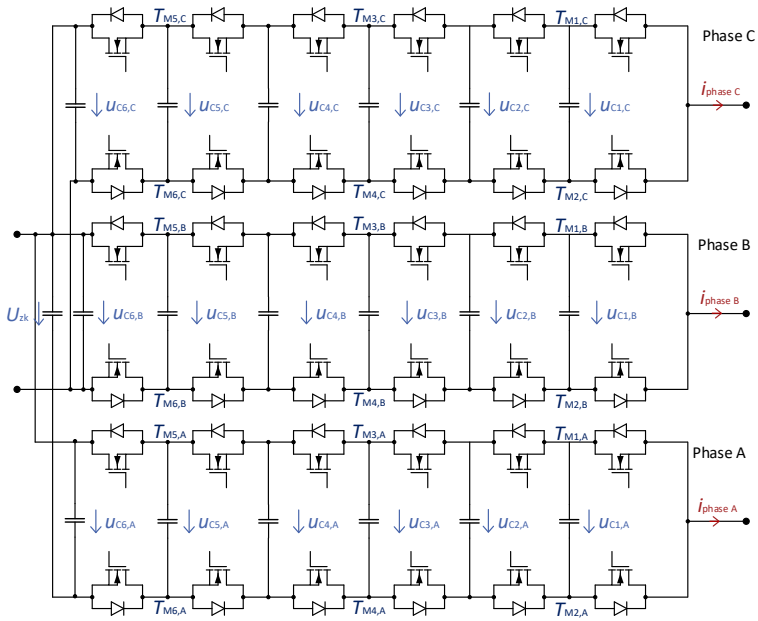 TM5,C TM3,C TM1,C
Phase C
iphase C
uC6,C uC5,C uC4,C uC3,C uC2,C uC1,C
TM6,C TM4,C TM2,C
TM5,B TM3,B TM1,B
Phase B
iphase B
Uzk uC6,B uC5,B uC4,B uC3,B uC2,B uC1,B
TM6,B TM4,B TM2,B
TM5,A TM3,A TM1,A
Phase A
iphase A
uC6,A uC5,A uC4,A uC3,A uC2,A uC1,A
TM6,A TM4,A TM2,A